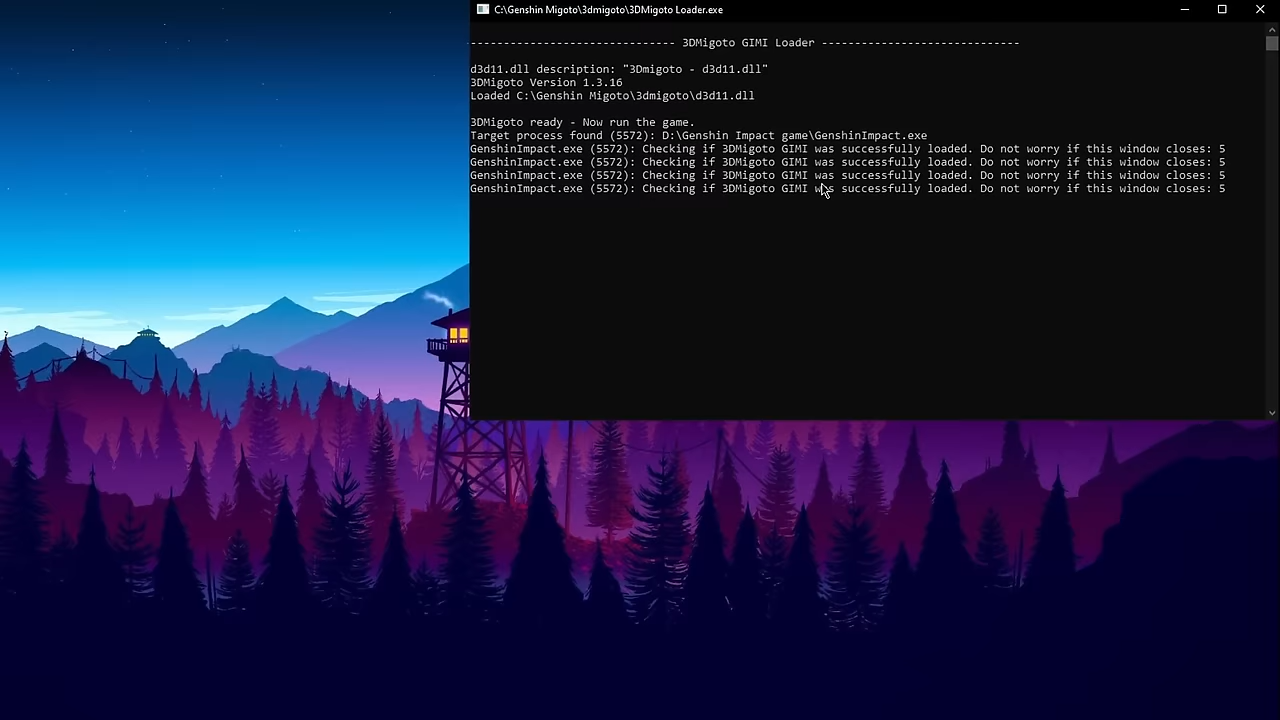 C:\Genshin Migoto\3dmigoto\3DMigoto Loader.exe
------------------------------- 3DMigoto GIMI Loader ------------------------------
d3d11.dll description: "3Dmigoto - d3d11.dll"
3DMigoto Version 1.3.16
Loaded C:\Genshin Migoto\3dmigoto\d3d11.dll
3DMigoto ready - Now run the game.
Target process found (5572): D:\Genshin Impact game\GenshinImpact.exe
GenshinImpact.exe (5572): Checking if 3DMigoto GIMI was successfully loaded. Do not worry if this window closes: 5
GenshinImpact.exe (5572): Checking if 3DMigoto GIMI was successfully loaded. Do not worry if this window closes: 5
GenshinImpact.exe (5572): Checking if 3DMigoto GIMI was successfully loaded. Do not worry if this window closes: 5
GenshinImpact.exe (5572): Checking if 3DMigoto GIMI was successfully loaded. Do not worry if this window closes: 5